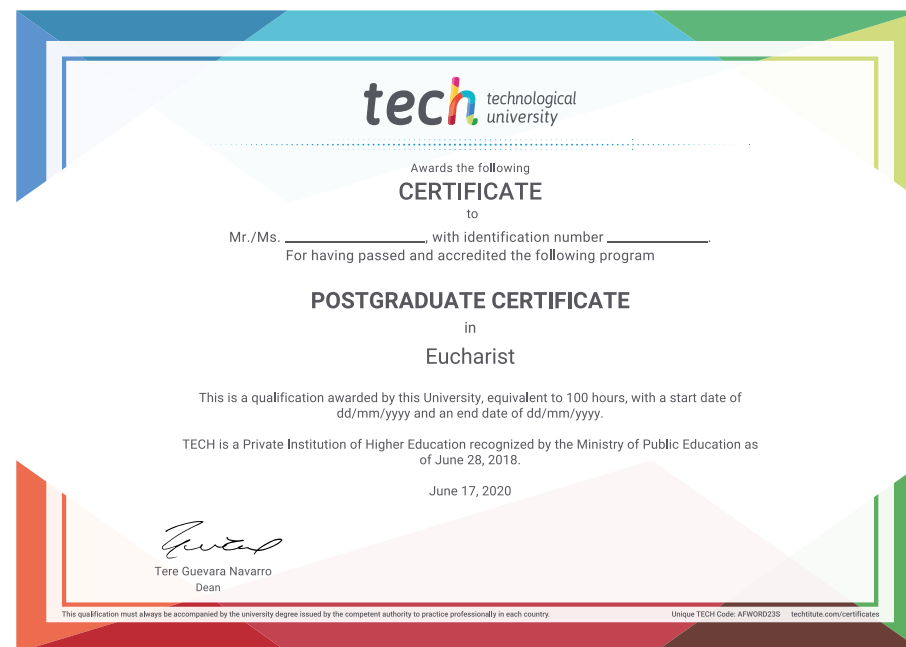 tech technological
university
Awards the following
CERTIFICATE
to
Mr./Ms. ________________, with identification number ____________.
For having passed and accredited the following program
POSTGRADUATE CERTIFICATE
in
Eucharist
This is a qualification awarded by this University, equivalent to 100 hours, with a start date of
dd/mm/yyyy and an end date of dd/mm/yyyy.
TECH is a Private Institution of Higher Education recognized by the Ministry of Public Education as
of June 28, 2018.
June 17, 2020
Tere Guevara Navarro
Dean
This qualification must always be accompanied by the university degree issued by the competent authority to practice professionally in each country. Unique TECH Code: AFWORD23S techtitute.com/certificates